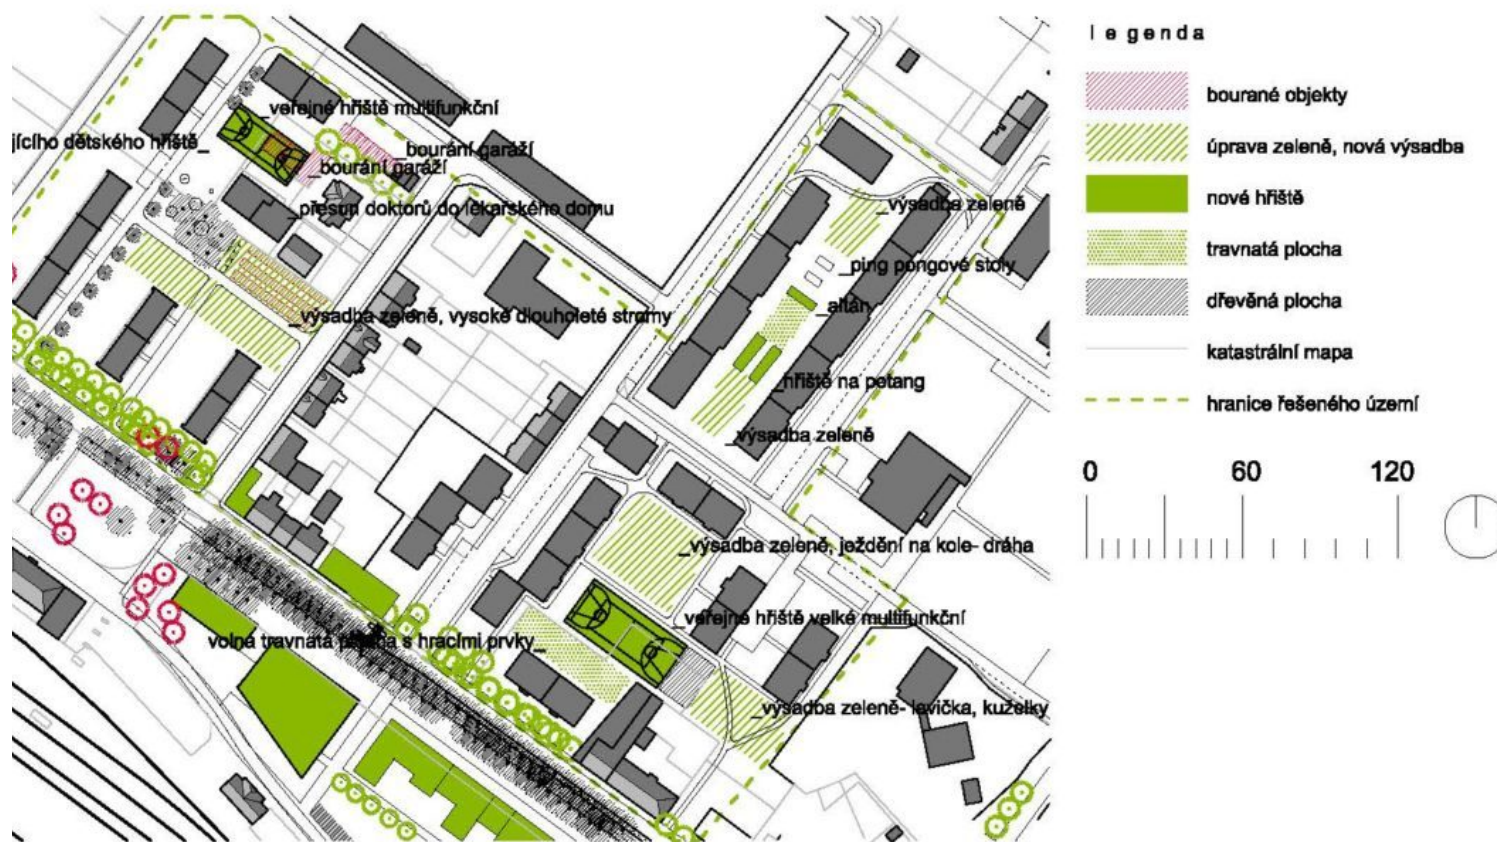 _veřejné hřiště multifunkční
jícího dětského hřiště_
_bourání garáží
_bourání garáží
_přesun doktorů do lékařského domu
_výsadba zeleně
_ping pongové stoly
_altán
_výsadba zeleně, vysoké dlouholeté stromy
_hřiště na petang
_výsadba zeleně
_výsadba zeleně, ježdění na kole- dráha
_veřejné hřiště velké multifunkční
volná travnatá s hracími prvky_
_výsadba zeleně- lavička, kuželky
legenda
bourané objekty
úprava zeleně, nová výsadba
nové hřiště
travnatá plocha
dřevěná plocha
katastrální mapa
hranice řešeného území
0 60 120